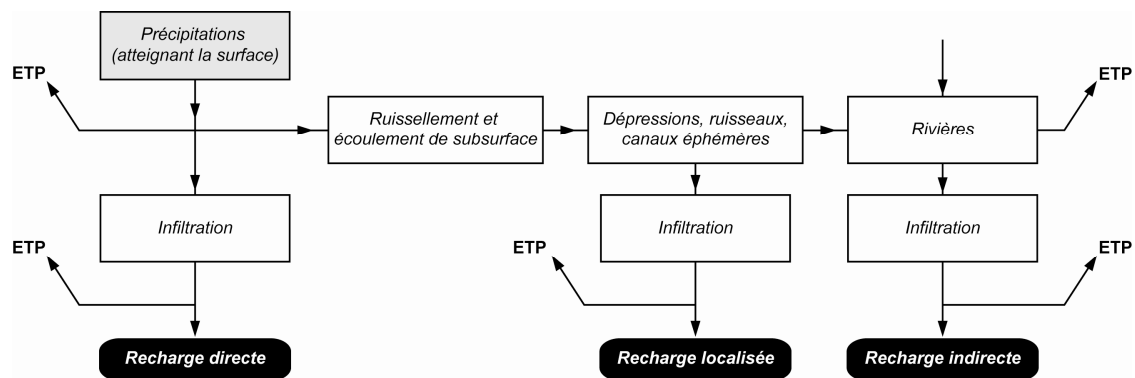 Précipitations
(atteignant la surface)
ETP
ETP
Ruissellement et
écoulement de subsurface
Dépressions, ruisseaux,
canaux éphémères
Rivières
Infiltration
Infiltration
Infiltration
ETP
ETP
ETP
Recharge directe
Recharge localisée
Recharge indirecte